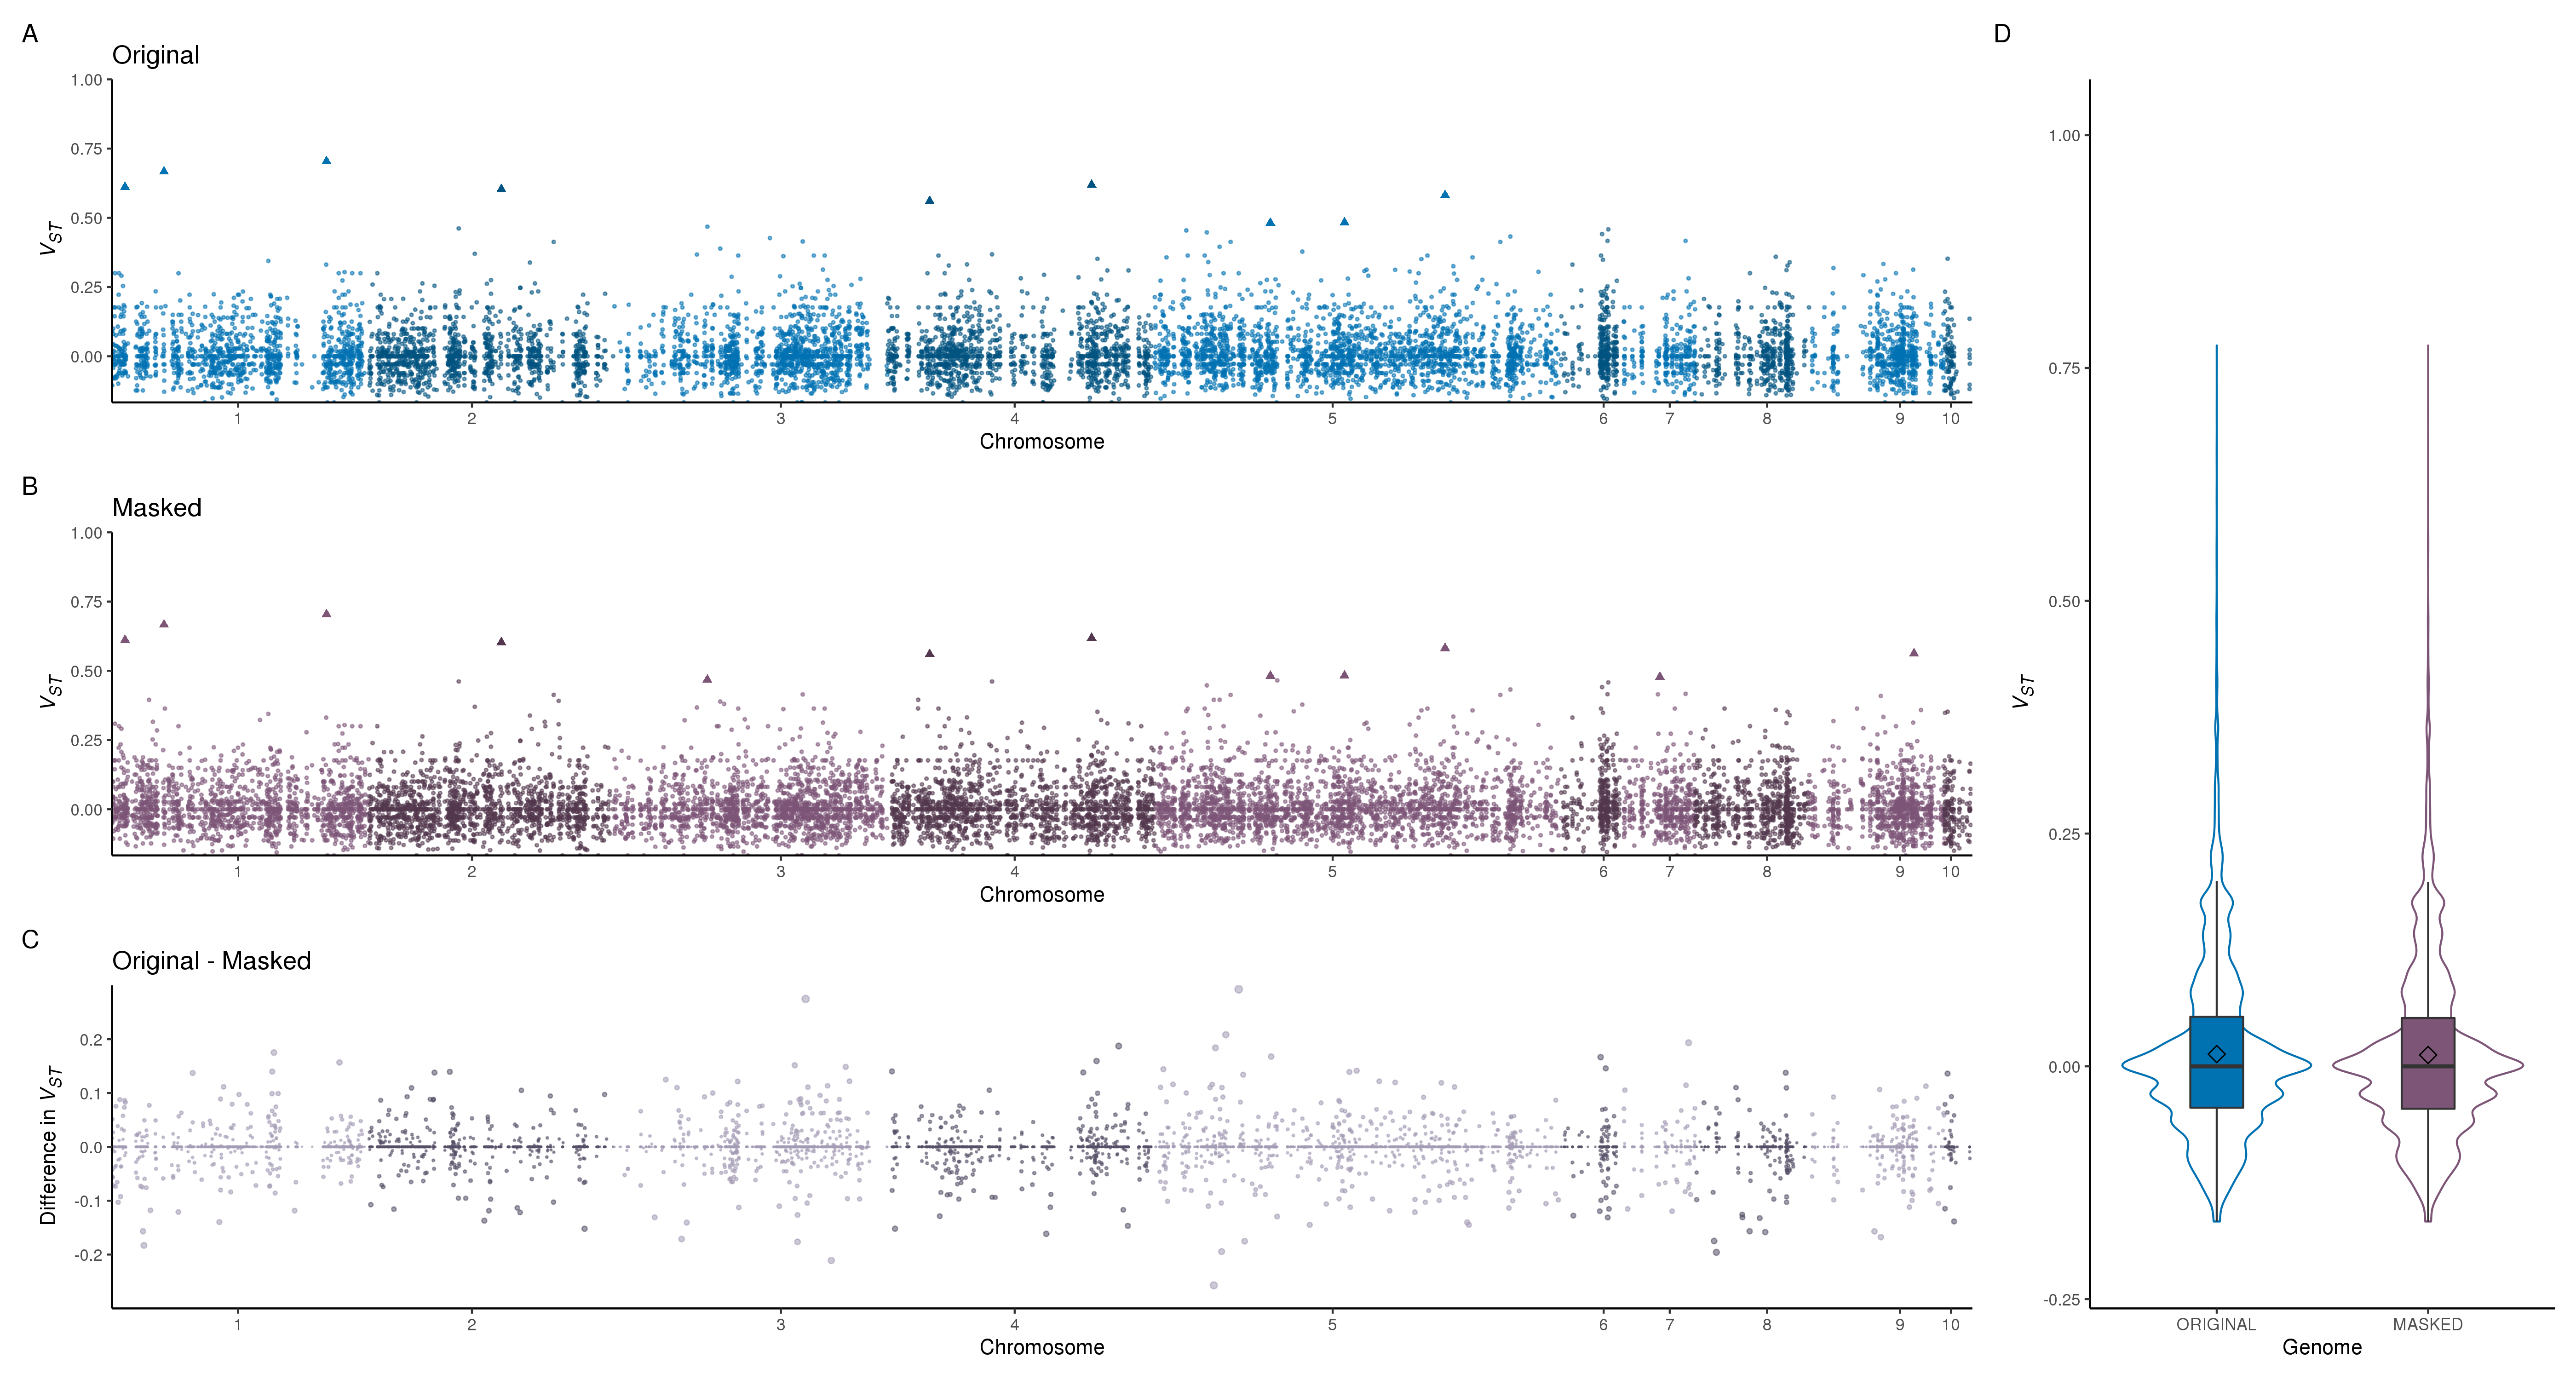 A
Original
1.00
0.75
0.50
0.25
0.00
VST
1 2 3 4 5 6 7 8 9 10
Chromosome
B
Masked
1.00
0.75
0.50
0.25
0.00
VST
1 2 3 4 5 6 7 8 9 10
Chromosome
C
Original - Masked
0.2
0.1
0.0
-0.1
-0.2
Difference in VST
1 2 3 4 5 6 7 8 9 10
Chromosome
D
1.00
0.75
0.50
0.25
0.00
-0.25
VST
ORIGINAL MASKED
Genome